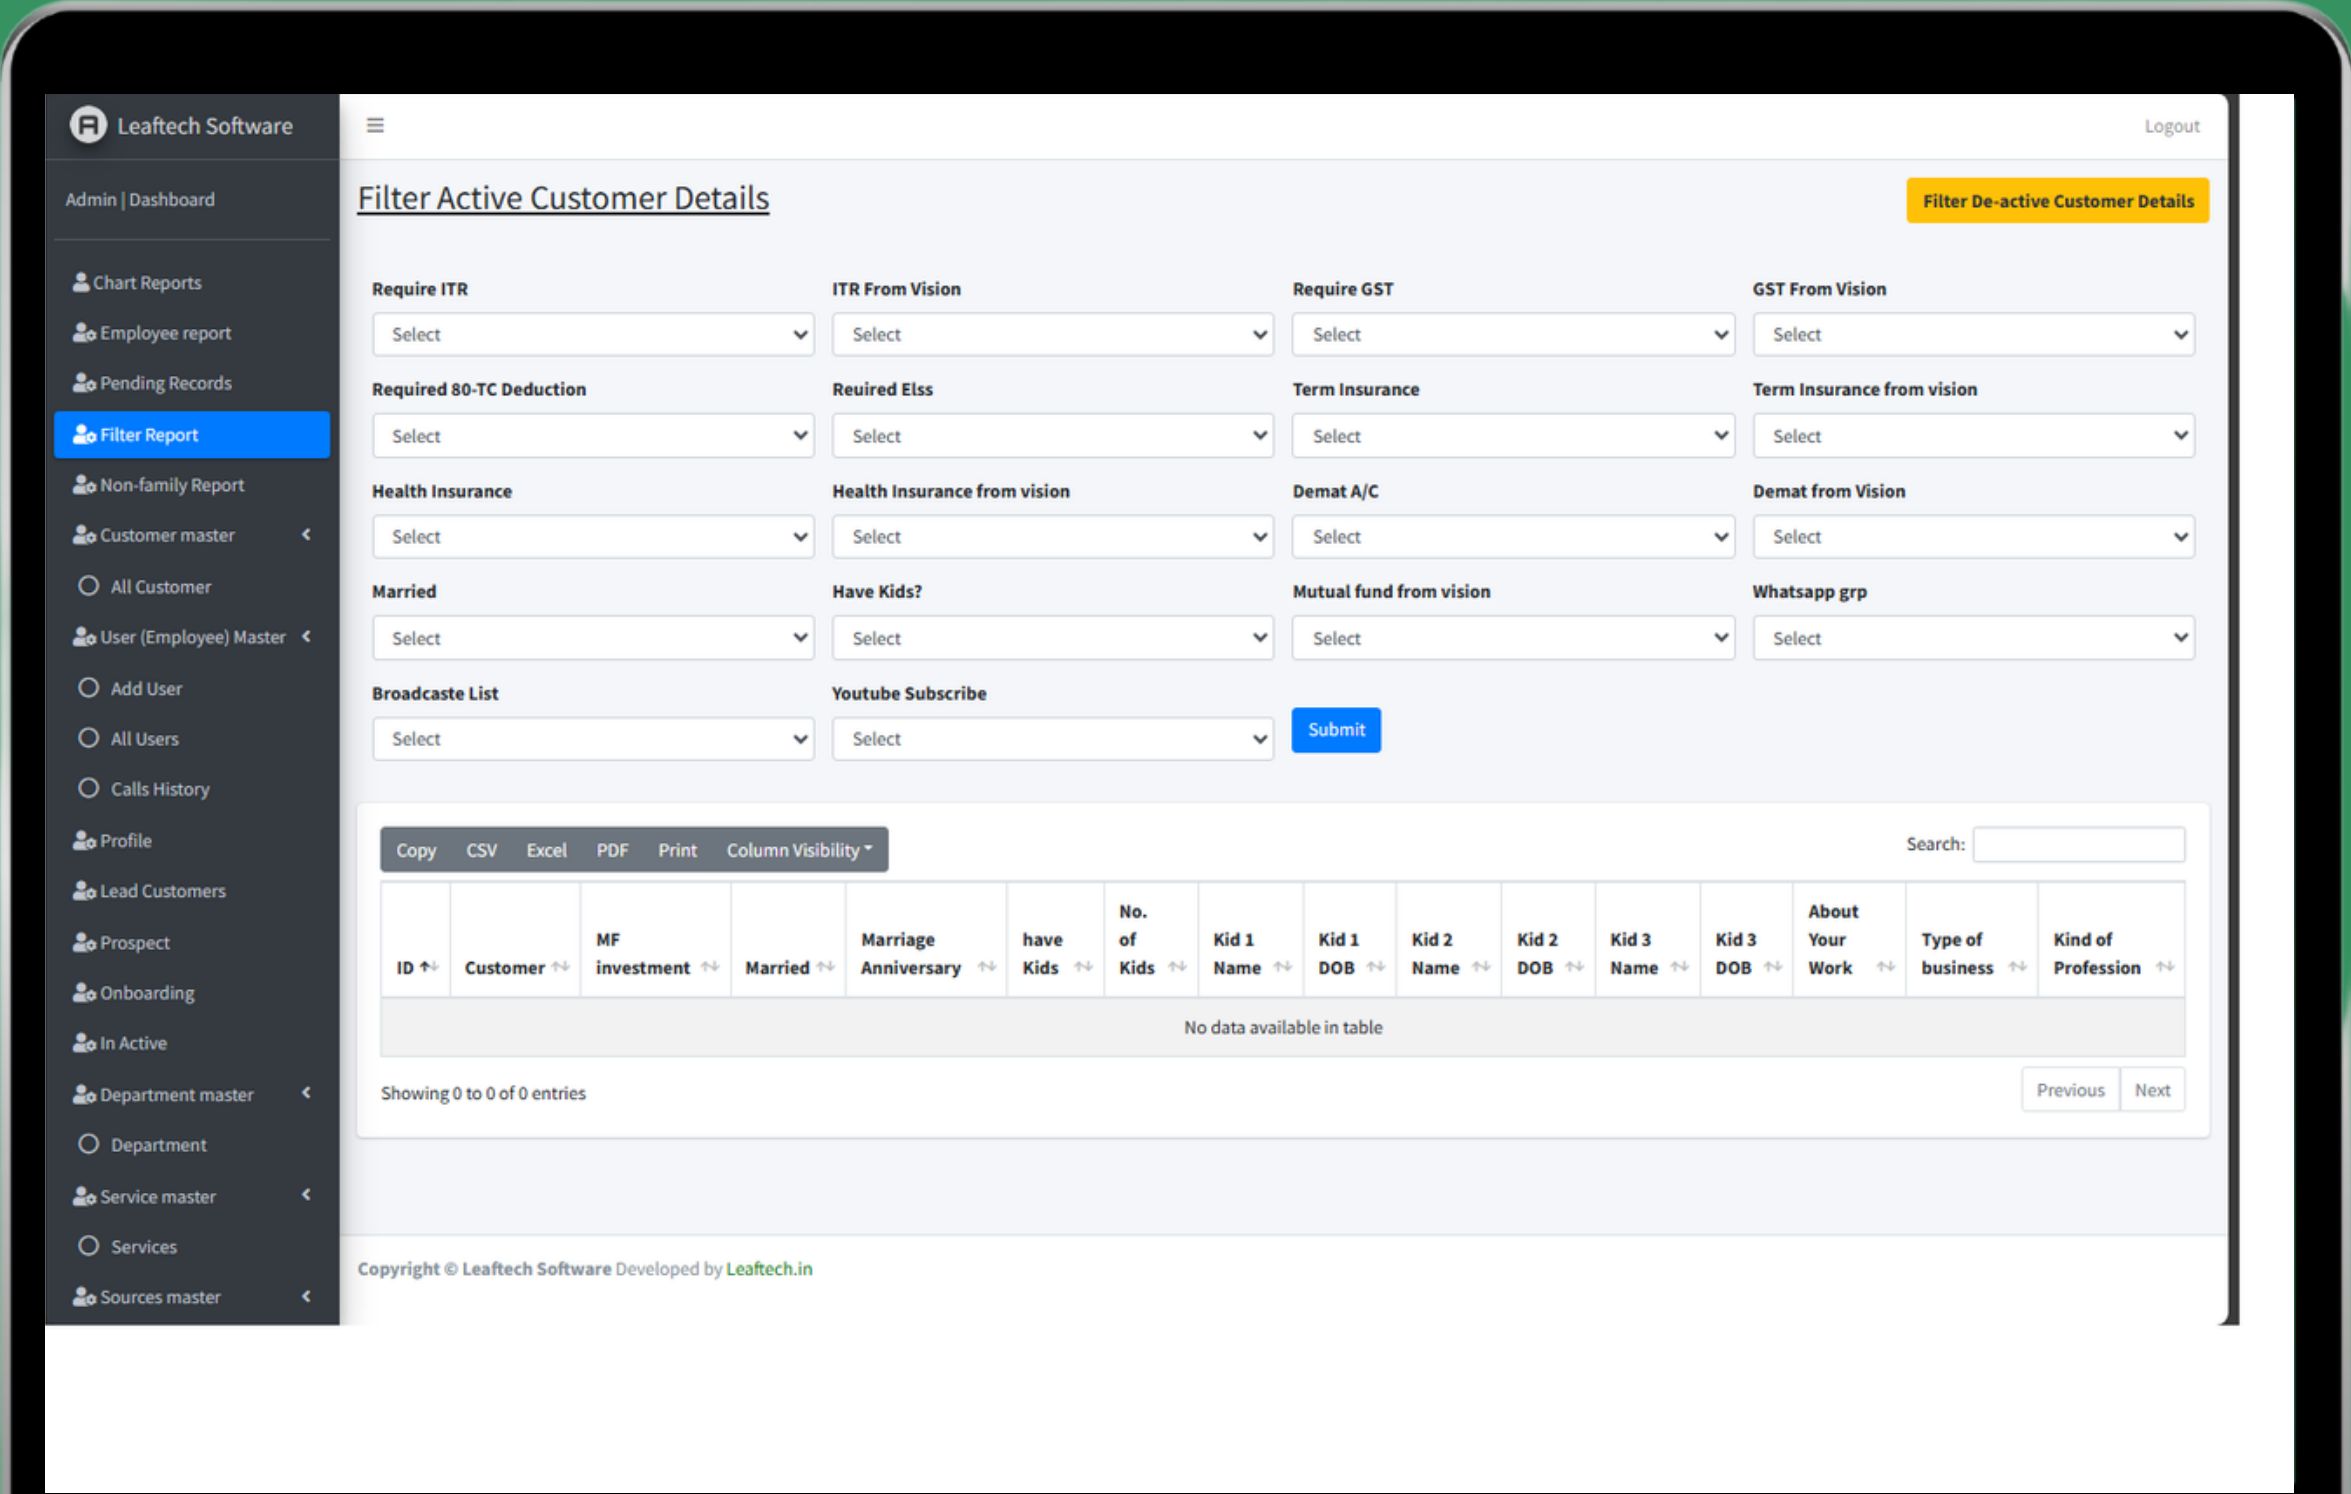 Leaftech Software
Logout
Admin | Dashboard
Chart Reports
Employee report
Pending Records
Filter Report
Non-family Report
Customer master
All Customer
User (Employee) Master
Add User
All Users
Calls History
Profile
Lead Customers
Prospect
Onboarding
In Active
Department master
Department
Service master
Services
Sources master
Filter Active Customer Details
Filter De-active Customer Details
Require ITR ITR From Vision Require GST GST From Vision
Select Select Select Select
Required 80-TC Deduction Reuired Elss Term Insurance Term Insurance from vision
Select Select Select Select
Health Insurance Health Insurance from vision Demat A/C Demat from Vision
Select Select Select Select
Married Have Kids? Mutual fund from vision Whatsapp grp
Select Select Select Select
Broadcaste List Youtube Subscribe
Select Select Submit
Copy CSV Excel PDF Print Column Visibility Search:
No. About
MF Marriage have of Kid 1 Kid 1 Kid 2 Kid 2 Kid 3 Kid 3 Your Type of Kind of
ID Customer investment Married Anniversary Kids Kids Name DOB Name DOB Name DOB Work business Profession
No data available in table
Showing 0 to 0 of 0 entries Previous Next
Copyright © Leaftech Software Developed by Leaftech.in